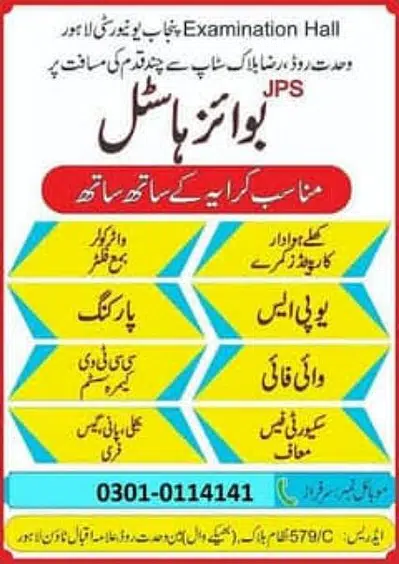 Examination Hall پنجاب یونیورسٹی لاہور
وحدت روڈ، رضا بلاک سٹاپ سے چند قدم کی مسافت پر
JPS
بوائز ہاسٹل
مناسب کرایہ کے ساتھ ساتھ
کھلے ہوادار
کارپٹڈ کمرے
واٹر کولر
بمع فلٹر
یو پی ایس
پارکنگ
وائی فائی
سی سی ٹی وی
کیمرہ سسٹم
سکیورٹی فیس
معاف
بجلی، پانی، گیس
فری
موبائل نمبر: سرفراز 0301-0114141
ایڈریس: 579/C نظام بلاک، (بھیکے وال) مین وحدت روڈ، علامہ اقبال ٹاؤن لاہور